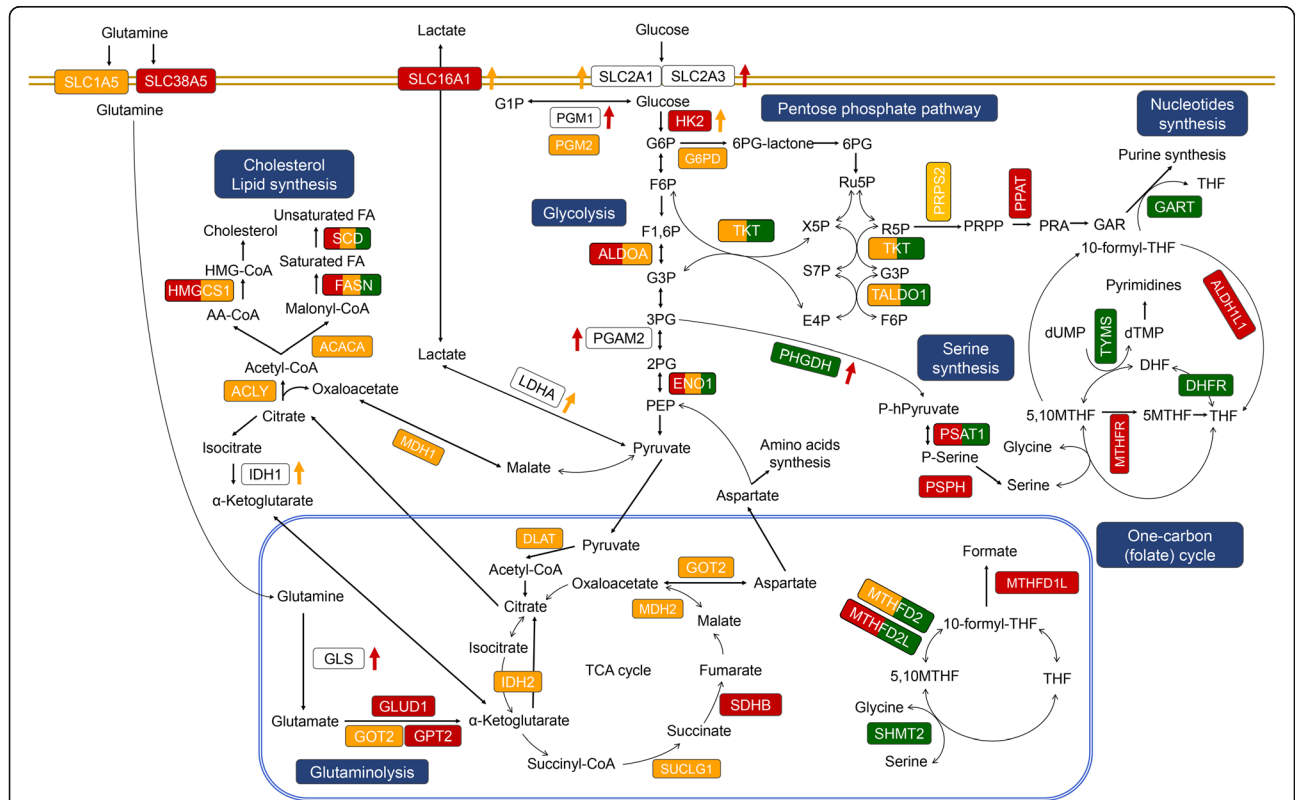 Glutamine
SLC1A5
SLC38A5
Glutamine
Lactate
SLC16A1
Glucose
SLC2A1
SLC2A3
G1P
Glucose
PGM1
PGM2
HK2
Pentose phosphate pathway
Nucleotides
synthesis
G6P
G6PD
6PG-lactone
6PG
Purine synthesis
THF
GART
Cholesterol
Lipid synthesis
F6P
Ru5P
PRPS2
PPAT
Unsaturated FA
Cholesterol
SCD
Glycolysis
F1,6P
TKT
X5P
R5P
TKT
PRPP
PRA
GAR
10-formyl-THF
HMG-CoA
Saturated FA
ALDOA
G3P
S7P
G3P
HMGCS1
FASN
TALDO1
Pyrimidines
ALDH1L1
AA-CoA
Malonyl-CoA
3PG
E4P
F6P
dUMP
TYMS
dTMP
ACACA
PGAM2
PHGDH
Serine
synthesis
Lactate
Acetyl-CoA
2PG
DHF
DHFR
ACLY
Oxaloacetate
LDHA
ENO1
Citrate
PEP
P-hPyruvate
5,10MTHF
5MTHF
THF
MTHFR
Isocitrate
MDH1
Malate
Pyruvate
Amino acids
synthesis
PSAT1
P-Serine
Glycine
IDH1
PSPH
Serine
α-Ketoglutarate
Aspartate
One-carbon
(folate) cycle
DLAT
Pyruvate
Acetyl-CoA
Oxaloacetate
GOT2
Aspartate
Formate
MTHFD1L
Glutamine
Citrate
MDH2
Malate
MTHFD2
MTHFD2L
10-formyl-THF
Isocitrate
GLS
TCA cycle
Fumarate
5,10MTHF
THF
IDH2
GLUD1
SDHB
Glycine
Glutamate
α-Ketoglutarate
GOT2
GPT2
Succinate
SHMT2
Glutaminolysis
Succinyl-CoA
SUCLG1
Serine